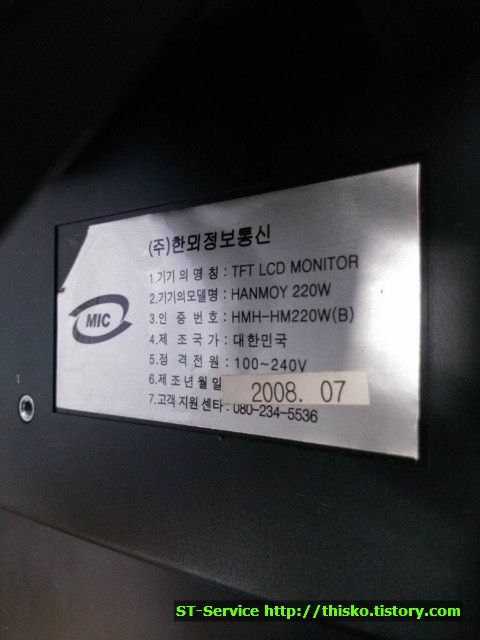 (주)한뫼정보통신
1.기기의 명칭 : TFT LCD MONITOR
2.기기의모델명 : HANMOY 220W
3.인증번호 : HMH-HM220W(B)
4.제조국가 : 대한민국
5.정격전원 : 100~240V
6.제조년월일 2008. 07
7.고객지원센타 : 080-234-5536
MIC
1
ST-Service http://thisko.tistory.com